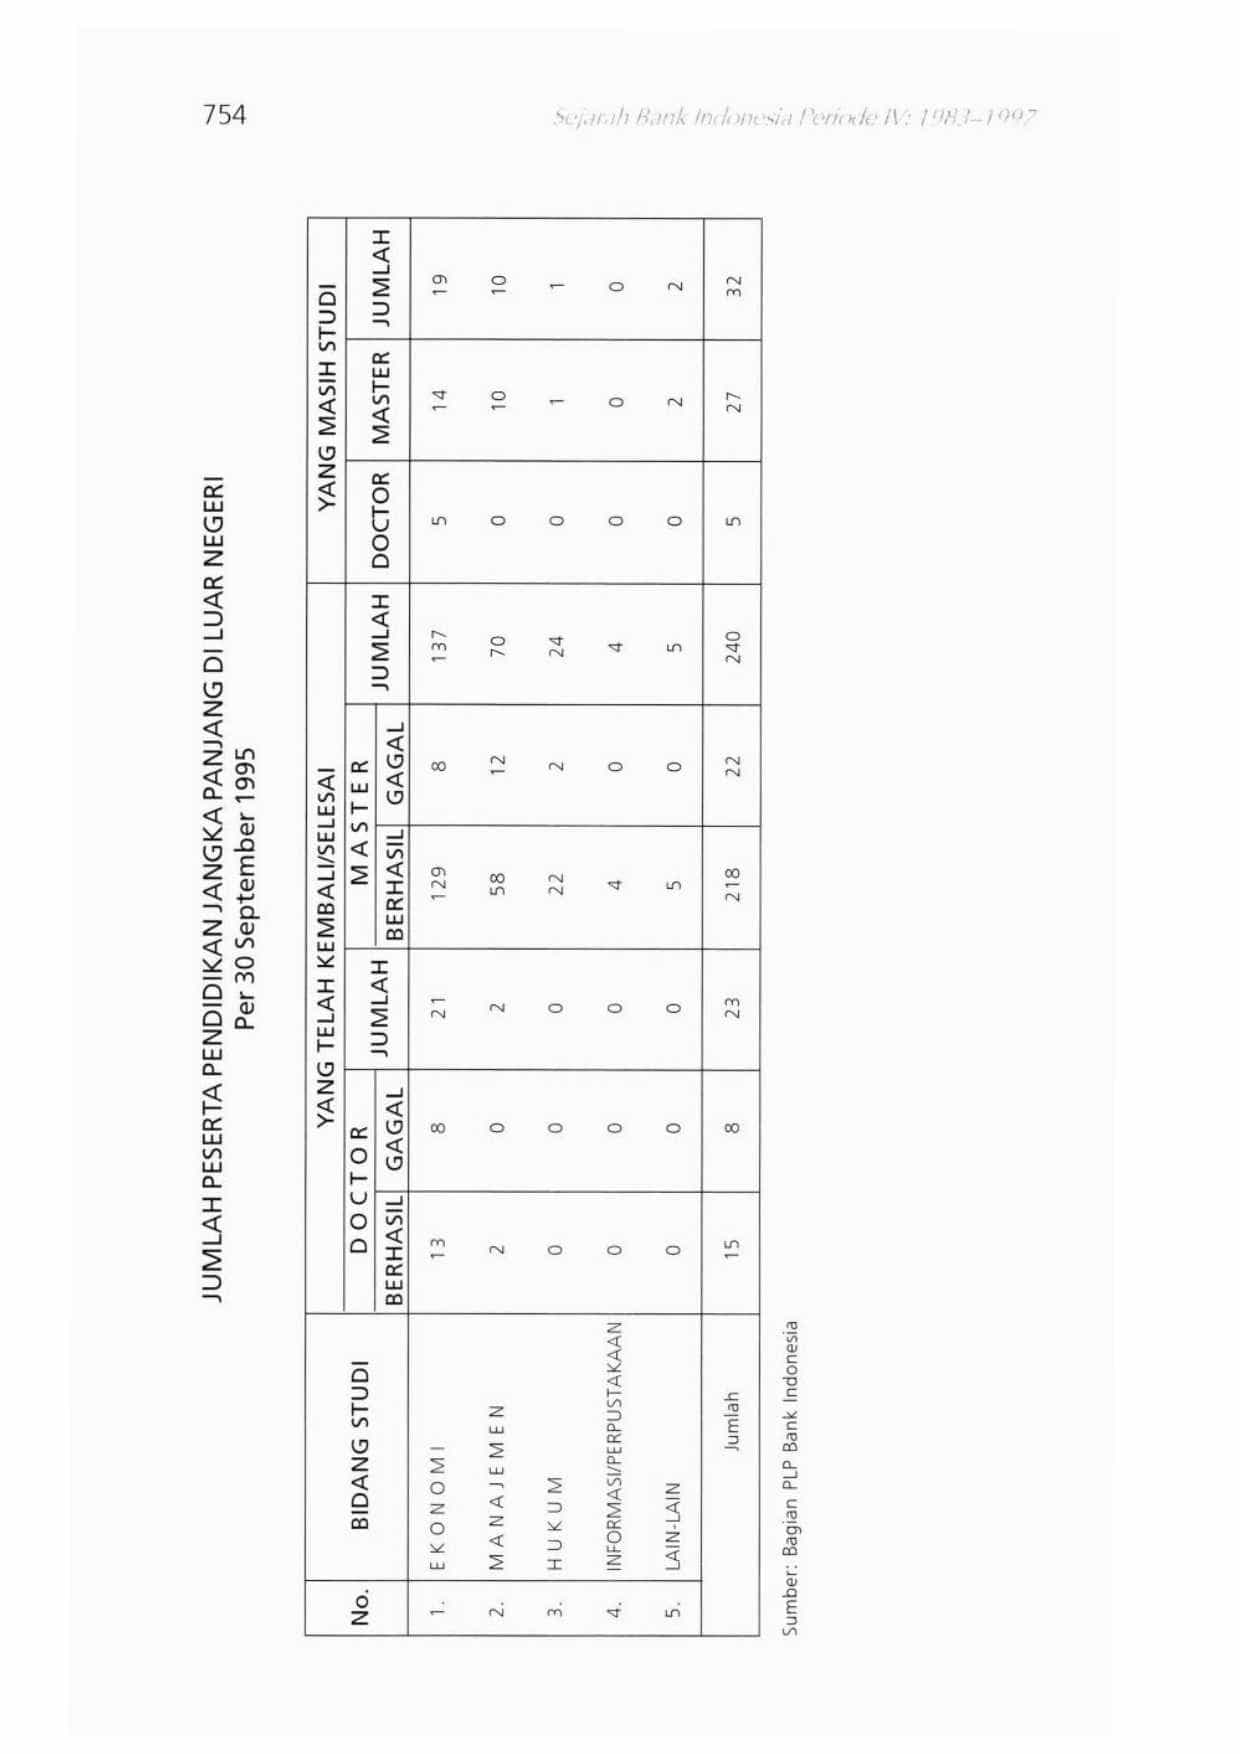 754
Sejarah Bank Indonesia Periode IV: 1983–1997
JUMLAH PESERTA PENDIDIKAN JANGKA PANJANG DI LUAR NEGERI
Per 30 September 1995
YANG TELAH KEMBALI/SELESAI YANG MASIH STUDI
No. BIDANG STUDI DOCTOR JUMLAH MASTER JUMLAH DOCTOR MASTER JUMLAH
BERHASIL GAGAL BERHASIL GAGAL
1. EKONOMI 13 8 21 129 8 137 5 14 19
2. MANAJEMEN 2 0 2 58 12 70 0 10 10
3. HUKUM 0 0 0 22 2 24 0 1 1
4. INFORMASI/PERPUSTAKAAN 0 0 0 4 0 4 0 0 0
5. LAIN-LAIN 0 0 0 5 0 5 0 2 2
Jumlah 15 8 23 218 22 240 5 27 32
Sumber: Bagian PLP Bank Indonesia